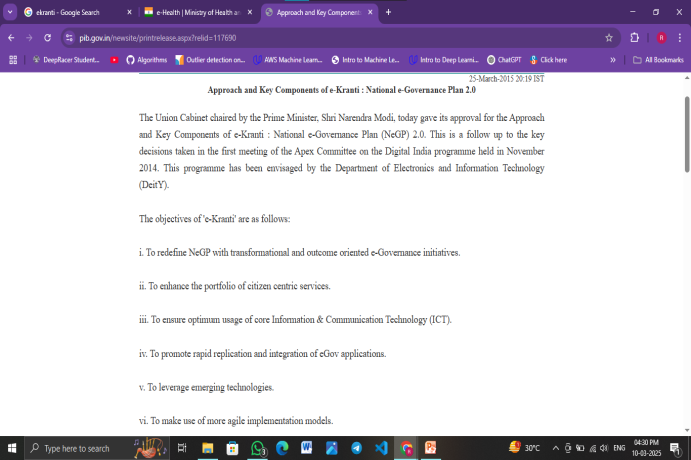 ekranti - Google Search
e-Health | Ministry of Health an
Approach and Key Component
pib.gov.in/newsite/printrelease.aspx?relid=117690
R
DeepRacer Student...
Algorithms
Outlier detection on...
AWS Machine Learn...
Intro to Machine Le...
Intro to Deep Learni...
ChatGPT
Click here
All Bookmarks
25-March-2015 20:19 IST
Approach and Key Components of e-Kranti : National e-Governance Plan 2.0
The Union Cabinet chaired by the Prime Minister, Shri Narendra Modi, today gave its approval for the Approach
and Key Components of e-Kranti : National e-Governance Plan (NeGP) 2.0. This is a follow up to the key
decisions taken in the first meeting of the Apex Committee on the Digital India programme held in November
2014. This programme has been envisaged by the Department of Electronics and Information Technology
(DeitY).
The objectives of 'e-Kranti' are as follows:
i. To redefine NeGP with transformational and outcome oriented e-Governance initiatives.
ii. To enhance the portfolio of citizen centric services.
iii. To ensure optimum usage of core Information & Communication Technology (ICT).
iv. To promote rapid replication and integration of eGov applications.
v. To leverage emerging technologies.
vi. To make use of more agile implementation models.
Type here to search
30°C
ENG
04:30 PM
10-03-2025